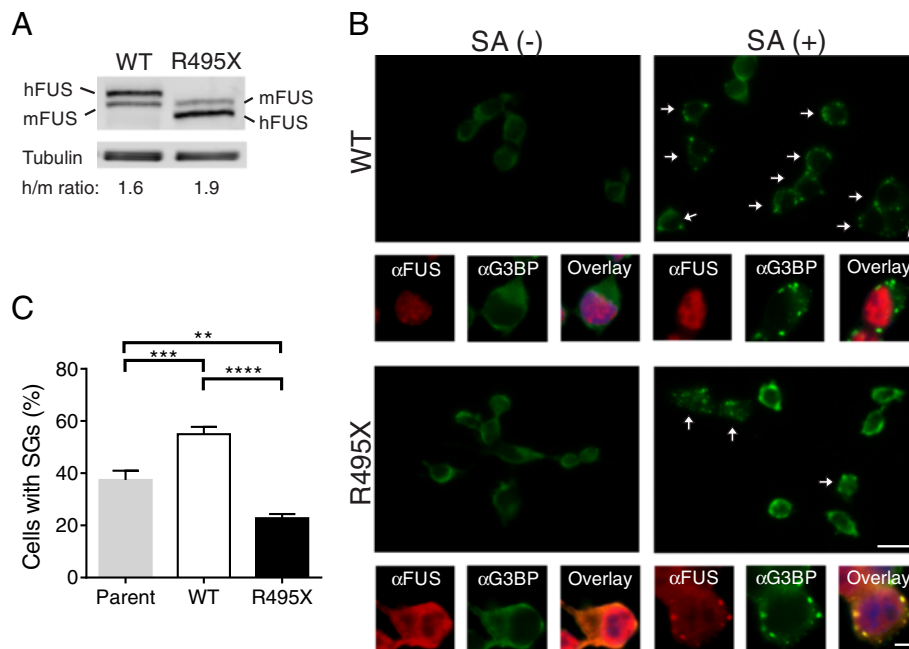 A
WT R495X
hFUS mFUS
mFUS hFUS
Tubulin
h/m ratio: 1.6 1.9
B
SA (-) SA (+)
WT
αFUS αG3BP Overlay αFUS αG3BP Overlay
R495X
αFUS αG3BP Overlay αFUS αG3BP Overlay
C
**
*** ****
Cells with SGs (%)
80
60
40
20
0
Parent WT R495X